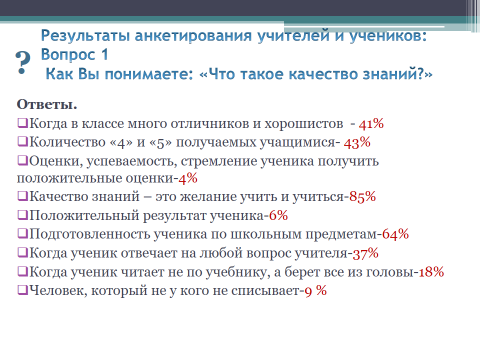 Результаты анкетирования учителей и учеников:
? Вопрос 1
Как Вы понимаете: «Что такое качество знаний?»
Ответы.
Когда в классе много отличников и хорошистов - 41%
Количество «4» и «5» получаемых учащимися- 43%
Оценки, успеваемость, стремление ученика получить
положительные оценки-4%
Качество знаний – это желание учить и учиться-85%
Положительный результат ученика-6%
Подготовленность ученика по школьным предметам-64%
Когда ученик отвечает на любой вопрос учителя-37%
Когда ученик читает не по учебнику, а берет все из головы-18%
Человек, который не у кого не списывает-9 %